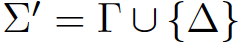 Σ′ = Γ ∪ {Δ}